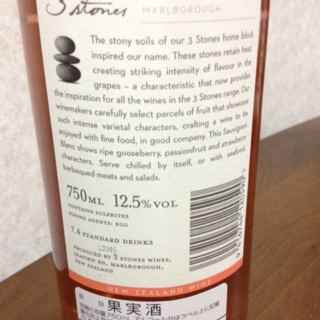 3 Stones
MARLBOROUGH
The stony soils of our 3 Stones home block
inspired our name. These stones retain heat,
creating striking intensity of flavour in the
grapes – a characteristic that now provides
the inspiration for all the wines in the 3 Stones range. Our
winemakers carefully select parcels of fruit that showcase
such intense varietal characters, crafting a wine to be
enjoyed with fine food, in good company. This Sauvignon
Blanc shows ripe gooseberry, passionfruit and strawberry
characters. Serve chilled by itself, or with seafood,
barbequed meats and salads.
750ML 12.5%VOL
CONTAINS SULPHITES
FINING AGENTS: EGG
7.4 STANDARD DRINKS
L3345
PRODUCED BY 3 STONES WINES,
MARLBOROUGH,
NEW ZEALAND
NEW ZEALAND WINE
果実酒